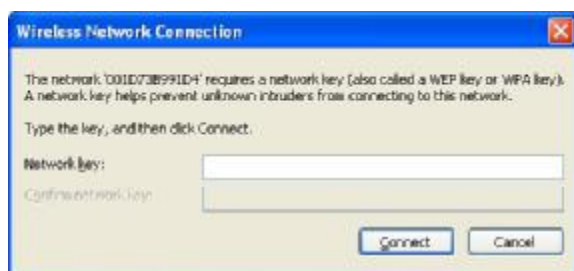 Wireless Network Connection
The network '001D73B991D4' requires a network key (also called a WEP key or WPA key).
A network key helps prevent unknown intruders from connecting to this network.
Type the key, and then click Connect.
Network key:
Confirm network key:
Connect Cancel